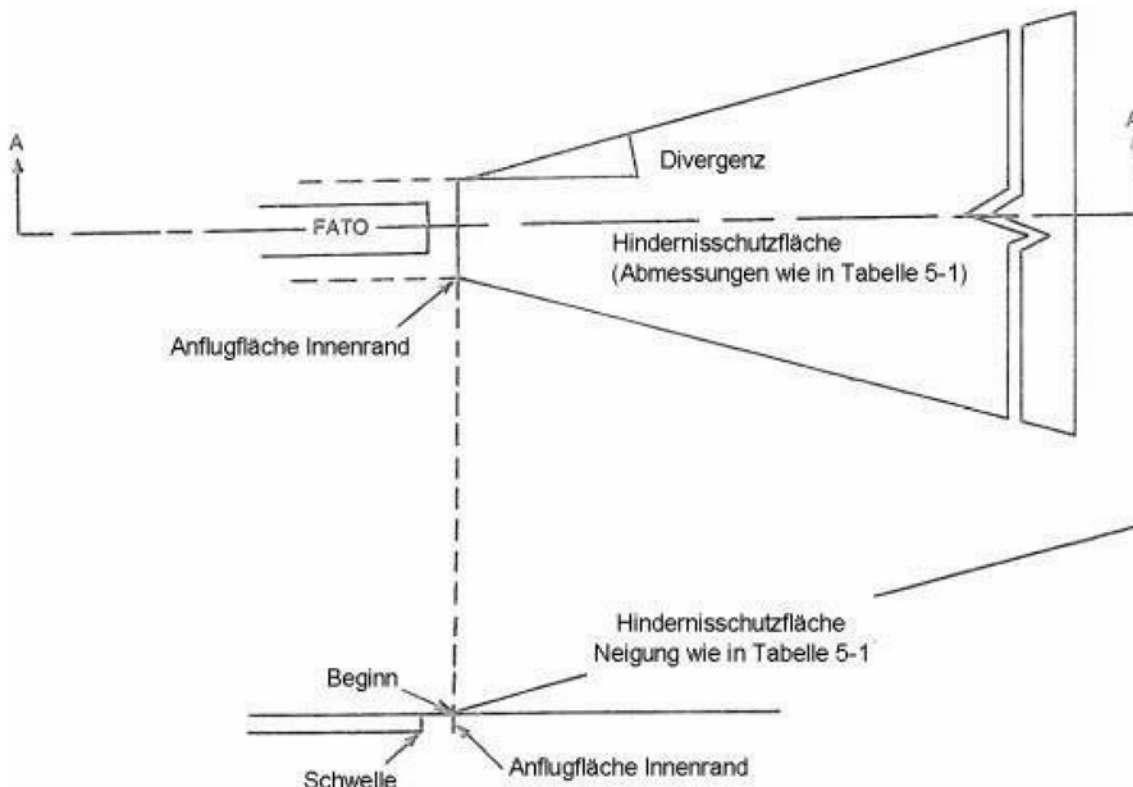 A
A
Divergenz
FATO
Hindernisschutzfläche
(Abmessungen wie in Tabelle 5-1)
Anflugfläche Innenrand
Hindernisschutzfläche
Neigung wie in Tabelle 5-1
Beginn
Anflugfläche Innenrand
Schwelle